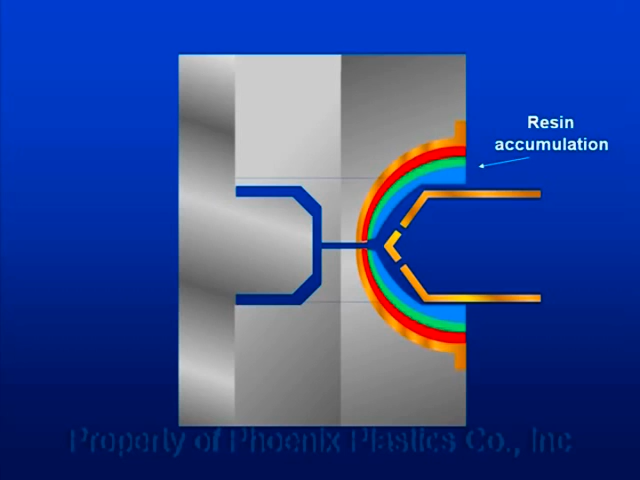 Resin
accumulation
Property of Phoenix Plastics Co., Inc